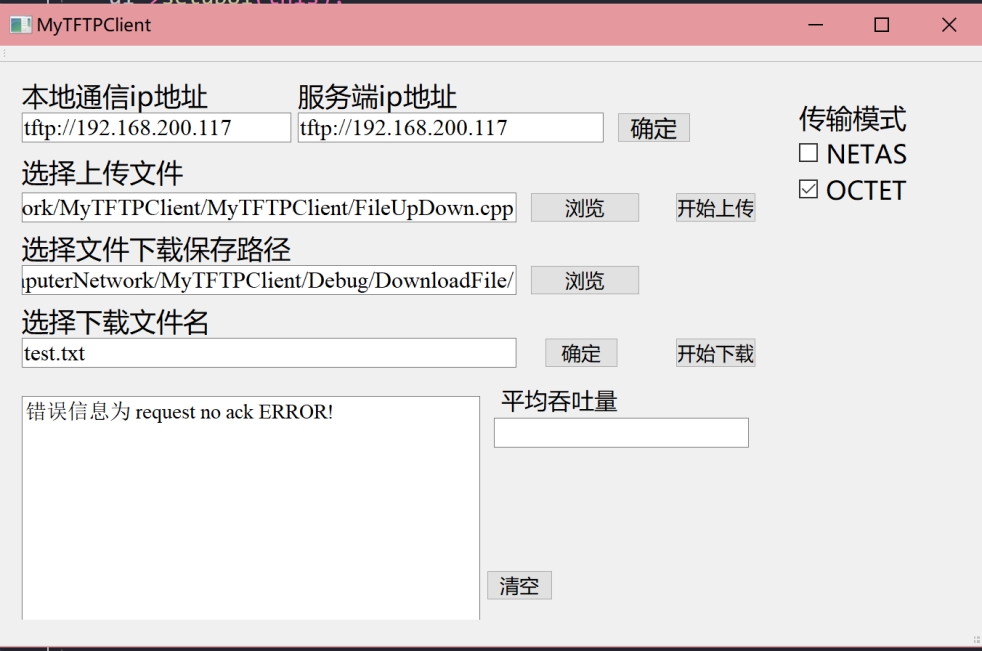 MyTFTPClient
本地通信ip地址 服务端ip地址
tftp://192.168.200.117 tftp://192.168.200.117 确定
传输模式
NETAS
OCTET
选择上传文件
ork/MyTFTPClient/MyTFTPClient/FileUpDown.cpp 浏览 开始上传
选择文件下载保存路径
puterNetwork/MyTFTPClient/Debug/DownloadFile/ 浏览
选择下载文件名
test.txt 确定 开始下载
错误信息为 request no ack ERROR!
平均吞吐量
清空